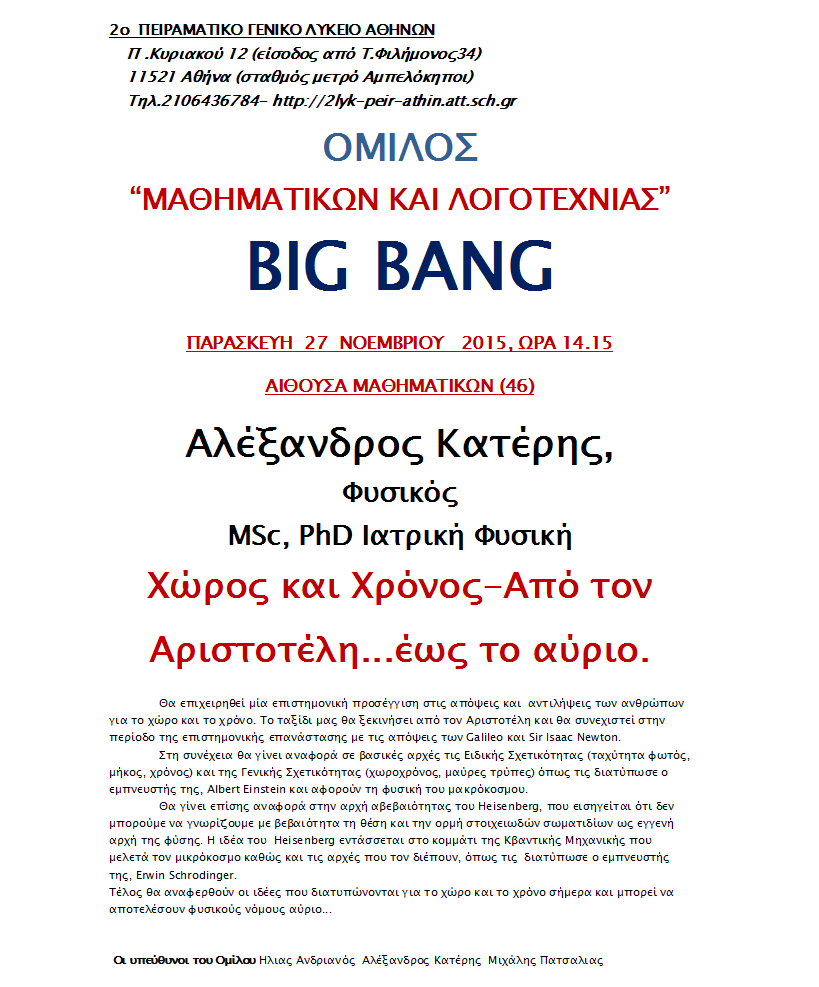 2ο ΠΕΙΡΑΜΑΤΙΚΟ ΓΕΝΙΚΟ ΛΥΚΕΙΟ ΑΘΗΝΩΝ
Π .Κυριακού 12 (είσοδος από Τ.Φιλήμονος34)
11521 Αθήνα (σταθμός μετρό Αμπελόκηποι)
Τηλ.2106436784- http://2lyk-peir-athin.att.sch.gr
ΟΜΙΛΟΣ
“ΜΑΘΗΜΑΤΙΚΩΝ ΚΑΙ ΛΟΓΟΤΕΧΝΙΑΣ”
BIG BANG
ΠΑΡΑΣΚΕΥΗ 27 ΝΟΕΜΒΡΙΟΥ 2015, ΩΡΑ 14.15
ΑΙΘΟΥΣΑ ΜΑΘΗΜΑΤΙΚΩΝ (46)
Αλέξανδρος Κατέρης,
Φυσικός
MSc, PhD Ιατρική Φυσική
Χώρος και Χρόνος-Από τον
Αριστοτέλη...έως το αύριο.
Θα επιχειρηθεί μία επιστημονική προσέγγιση στις απόψεις και αντιλήψεις των ανθρώπων
για το χώρο και το χρόνο. Το ταξίδι μας θα ξεκινήσει από τον Αριστοτέλη και θα συνεχιστεί στην
περίοδο της επιστημονικής επανάστασης με τις απόψεις των Galileo και Sir Isaac Newton.
Στη συνέχεια θα γίνει αναφορά σε βασικές αρχές τις Ειδικής Σχετικότητας (ταχύτητα φωτός,
μήκος, χρόνος) και της Γενικής Σχετικότητας (χωροχρόνος, μαύρες τρύπες) όπως τις διατύπωσε ο
εμπνευστής της, Albert Einstein και αφορούν τη φυσική του μακρόκοσμου.
Θα γίνει επίσης αναφορά στην αρχή αβεβαιότητας του Heisenberg, που εισηγείται ότι δεν
μπορούμε να γνωρίζουμε με βεβαιότητα τη θέση και την ορμή στοιχειωδών σωματιδίων ως εγγενή
αρχή της φύσης. Η ιδέα του Heisenberg εντάσσεται στο κομμάτι της Κβαντικής Μηχανικής που
μελετά τον μικρόκοσμο καθώς και τις αρχές που τον διέπουν, όπως τις διατύπωσε ο εμπνευστής
της, Erwin Schrodinger.
Τέλος θα αναφερθούν οι ιδέες που διατυπώνονται για το χώρο και το χρόνο σήμερα και μπορεί να
αποτελέσουν φυσικούς νόμους αύριο...
Οι υπεύθυνοι του Ομίλου Ηλιας Ανδριανός Αλέξανδρος Κατέρης Μιχάλης Πατσαλιας